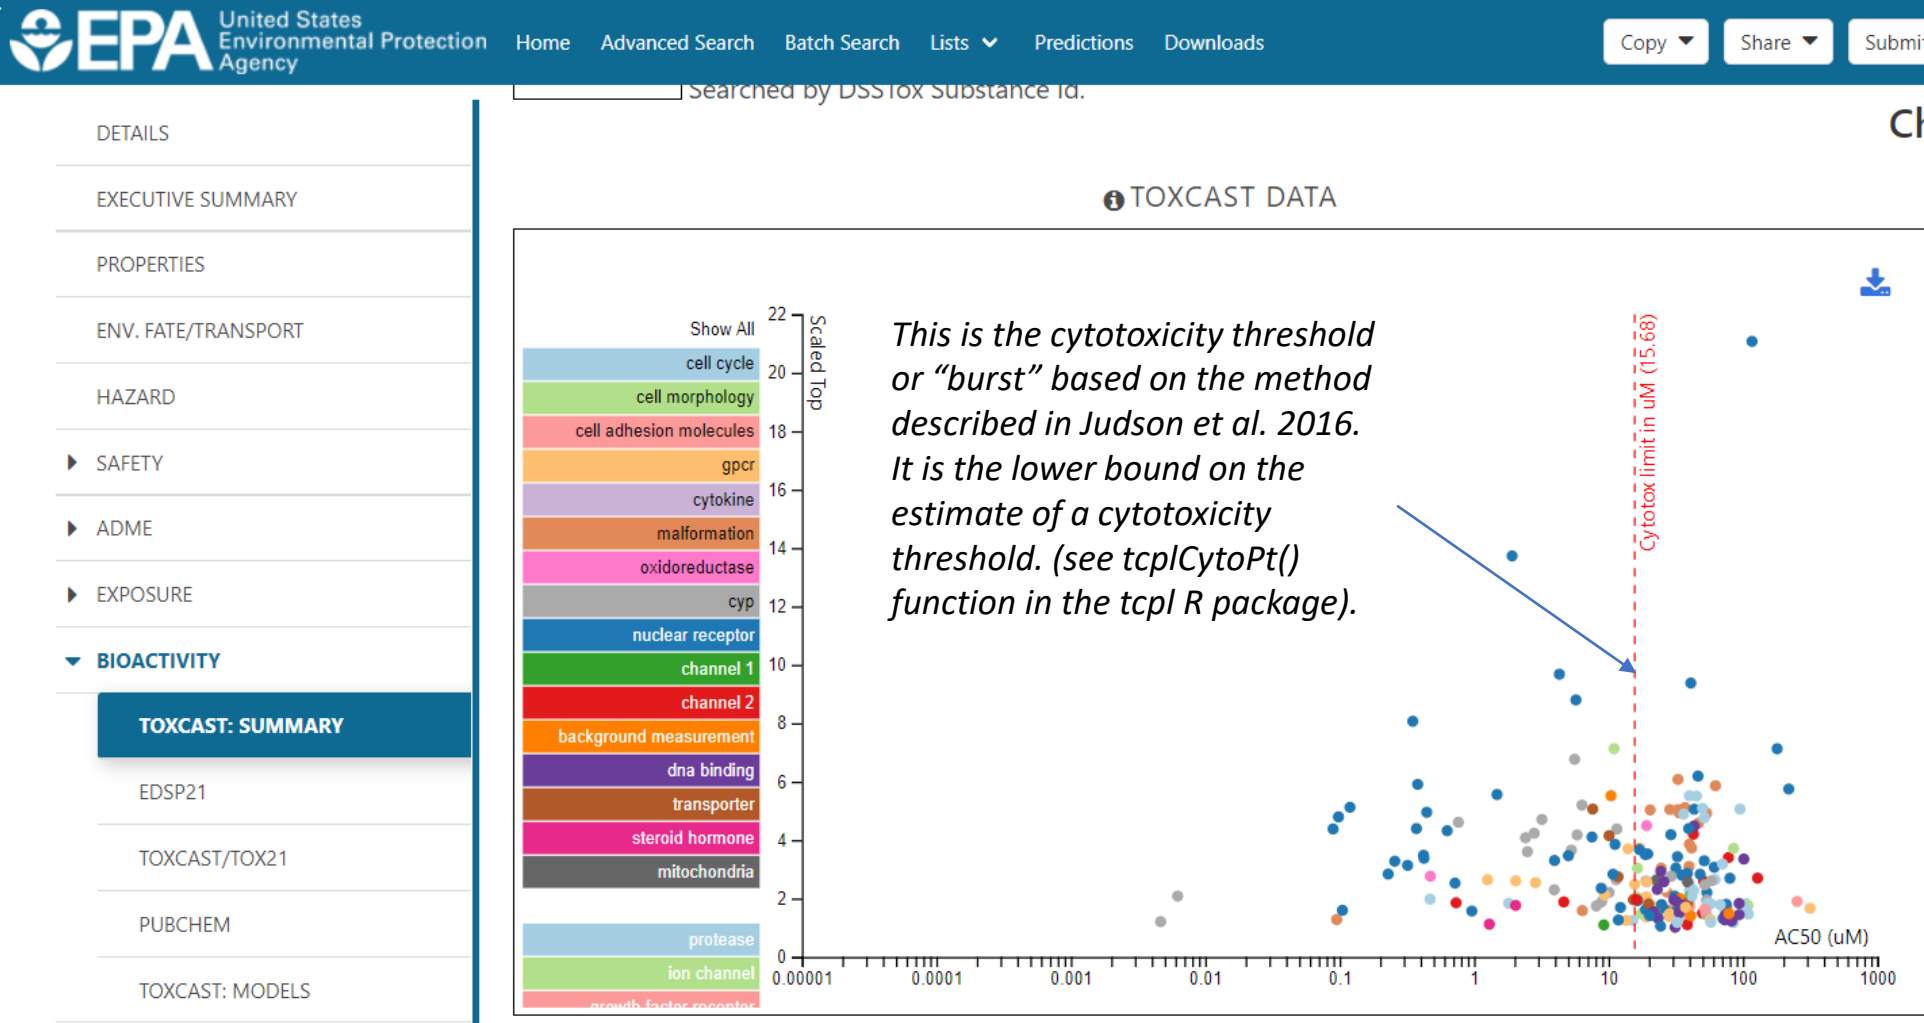 United States
Environmental Protection
Agency
EPA
Home Advanced Search Batch Search Lists Predictions Downloads
Copy Share Submit
Searched by DSSTox Substance Id.
Ch
DETAILS
EXECUTIVE SUMMARY
PROPERTIES
ENV. FATE/TRANSPORT
HAZARD
SAFETY
ADME
EXPOSURE
BIOACTIVITY
TOXCAST: SUMMARY
EDSP21
TOXCAST/TOX21
PUBCHEM
TOXCAST: MODELS
TOXCAST DATA
Show All
cell cycle
cell morphology
cell adhesion molecules
gpcr
cytokine
malformation
oxidoreductase
cyp
nuclear receptor
channel 1
channel 2
background measurement
dna binding
transporter
steroid hormone
mitochondria
protease
ion channel
growth factor receptor
22
20
18
16
14
12
10
8
6
4
2
0
Scaled Top
This is the cytotoxicity threshold
or “burst” based on the method
described in Judson et al. 2016.
It is the lower bound on the
estimate of a cytotoxicity
threshold. (see tcplCytoPt()
function in the tcpl R package).
Cytotox limit in uM (15.68)
AC50 (uM)
0.00001 0.0001 0.001 0.01 0.1 1 10 100 1000